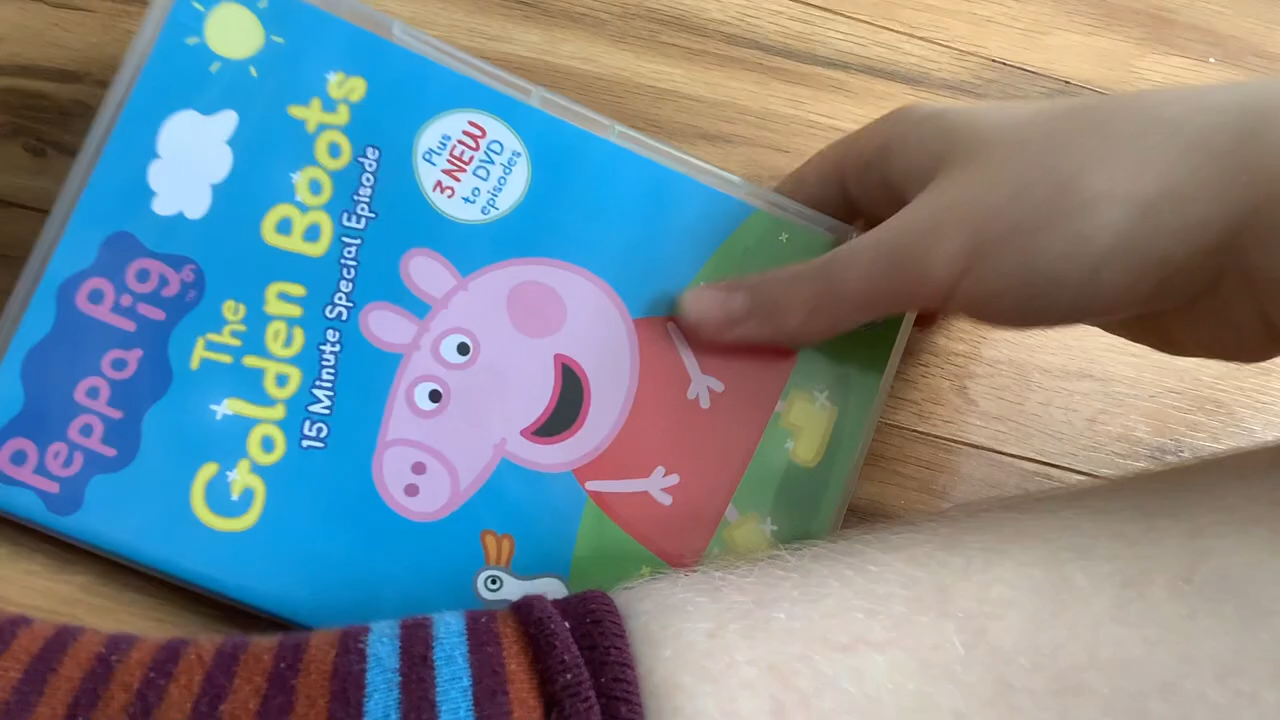 Peppa Pig
The
Golden Boots
15 Minute Special Episode
Plus
3 NEW
to DVD
episodes